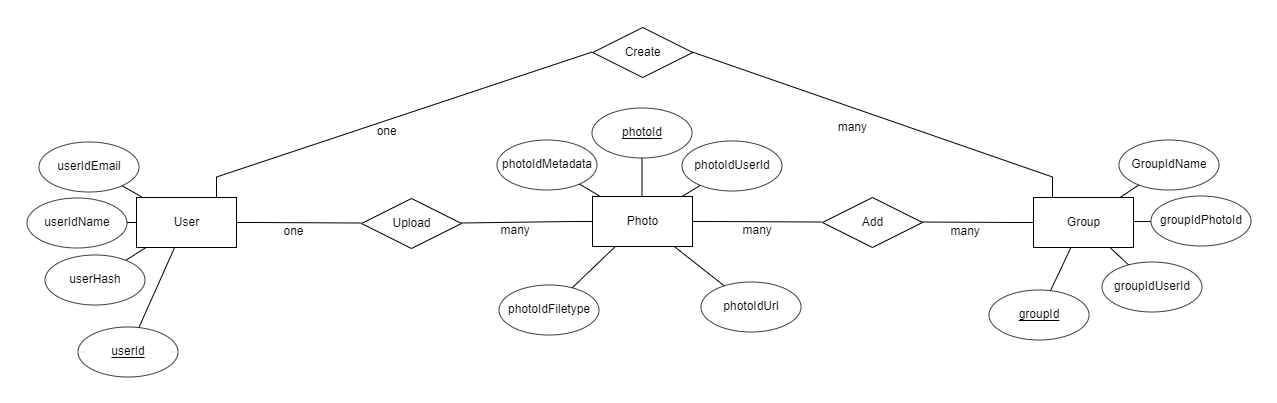 Create
one
many
photoId
userIdEmail
photoIdMetadata
photoIdUserId
GroupIdName
userIdName
User
one
Upload
many
Photo
many
Add
many
Group
groupIdPhotoId
userHash
groupIdUserId
photoIdFiletype
photoIdUrl
groupId
userId